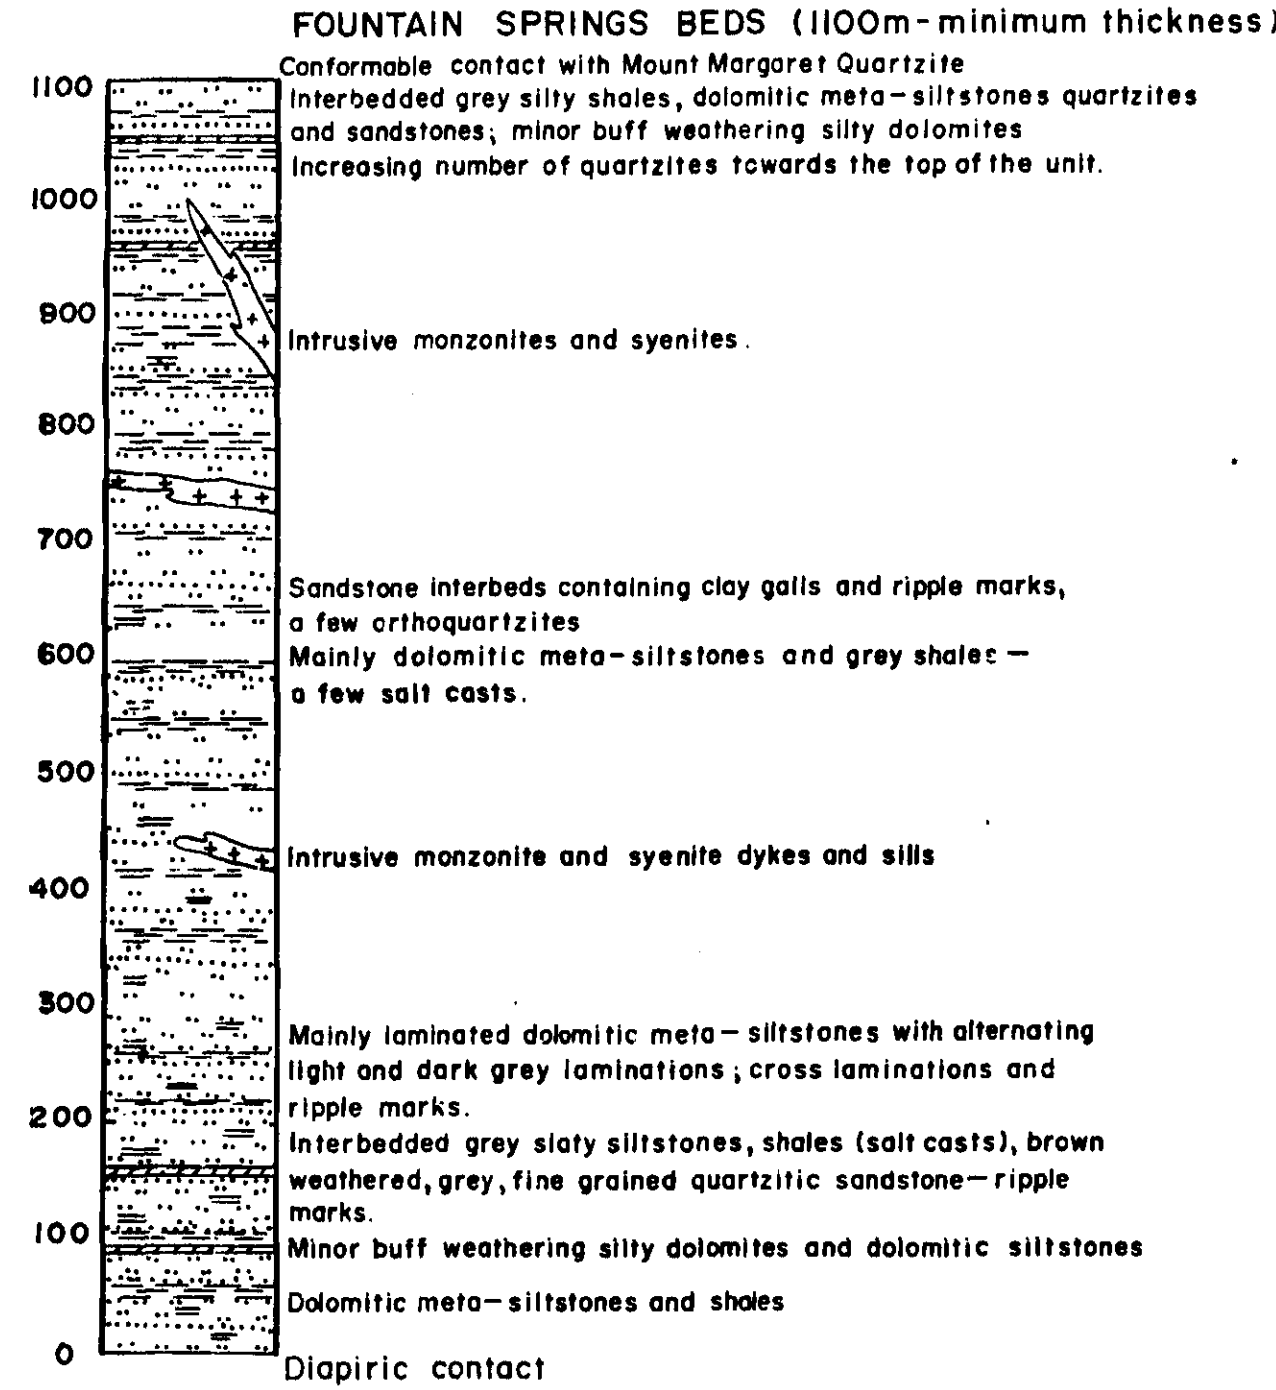 FOUNTAIN SPRINGS BEDS (1100m-minimum thickness)
Conformable contact with Mount Margaret Quartzite
1100
Interbedded grey silty shales, dolomitic meta-siltstones quartzites
and sandstones; minor buff weathering silty dolomites
Increasing number of quartzites towards the top of the unit.
1000
900
Intrusive monzonites and syenites.
800
700
Sandstone interbeds containing clay galls and ripple marks,
a few orthoquartzites
600
Mainly dolomitic meta-siltstones and grey shales —
a few salt casts.
500
Intrusive monzonite and syenite dykes and sills
400
300
Mainly laminated dolomitic meta-siltstones with alternating
light and dark grey laminations; cross laminations and
ripple marks.
200
Interbedded grey slaty siltstones, shales (salt casts), brown
weathered, grey, fine grained quartzitic sandstone—ripple
marks.
100
Minor buff weathering silty dolomites and dolomitic siltstones
Dolomitic meta-siltstones and shales
0
Diapiric contact